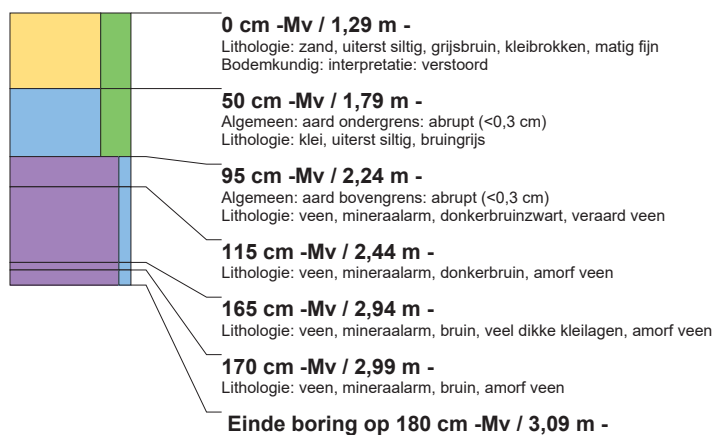 0 cm -Mv / 1,29 m -
Lithologie: zand, uiterst siltig, grijsbruin, kleibrokken, matig fijn
Bodemkundig: interpretatie: verstoord
50 cm -Mv / 1,79 m -
Algemeen: aard ondergrens: abrupt (<0,3 cm)
Lithologie: klei, uiterst siltig, bruingrijs
95 cm -Mv / 2,24 m -
Algemeen: aard bovengrens: abrupt (<0,3 cm)
Lithologie: veen, mineraalarm, donkerbruinzwart, veraard veen
115 cm -Mv / 2,44 m -
Lithologie: veen, mineraalarm, donkerbruin, amorf veen
165 cm -Mv / 2,94 m -
Lithologie: veen, mineraalarm, bruin, veel dikke kleilagen, amorf veen
170 cm -Mv / 2,99 m -
Lithologie: veen, mineraalarm, bruin, amorf veen
Einde boring op 180 cm -Mv / 3,09 m -